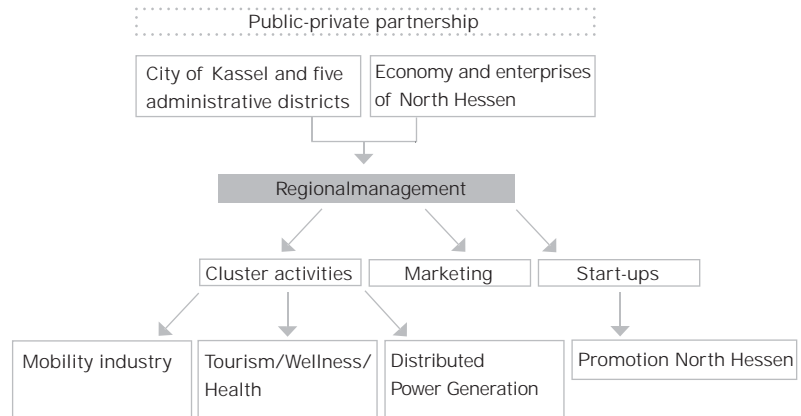 Public-private partnership
City of Kassel and five
administrative districts
Economy and enterprises
of North Hessen
Regionalmanagement
Cluster activities
Marketing
Start-ups
Mobility industry
Tourism/Wellness/
Health
Distributed
Power Generation
Promotion North Hessen